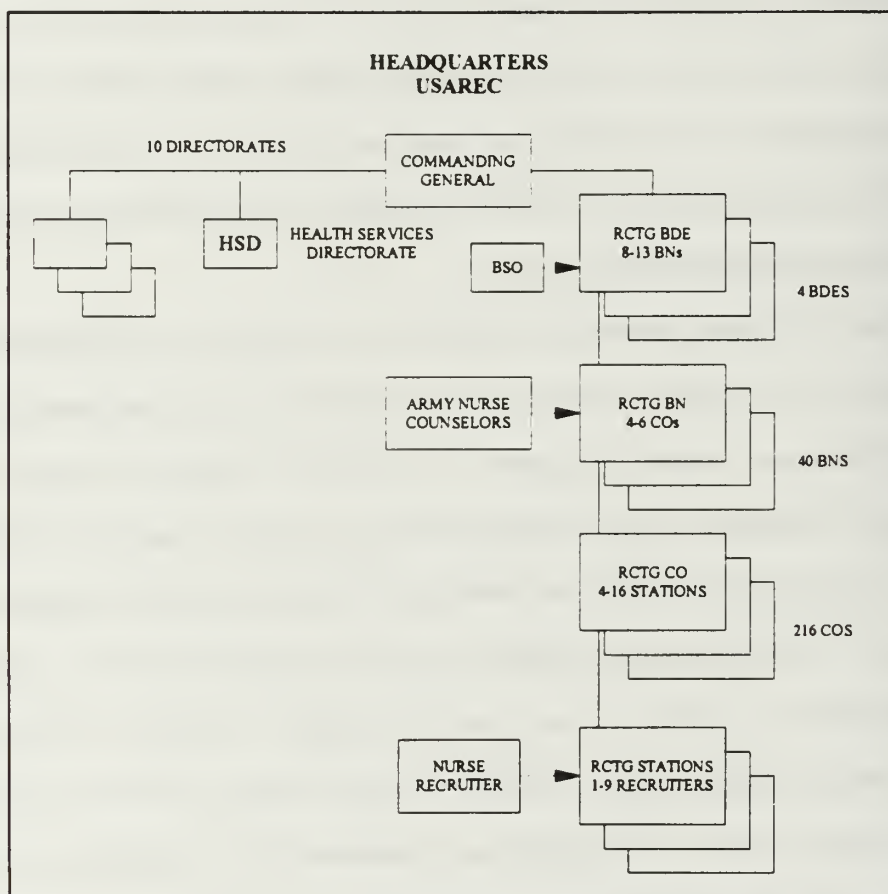 HEADQUARTERS
USAREC
10 DIRECTORATES
COMMANDING
GENERAL
HSD
HEALTH SERVICES
DIRECTORATE
BSO
RCTG BDE
8-13 BNs
4 BDES
ARMY NURSE
COUNSELORS
RCTG BN
4-6 COs
40 BNS
RCTG CO
4-16 STATIONS
216 COS
NURSE
RECRUITER
RCTG STATIONS
1-9 RECRUITERS